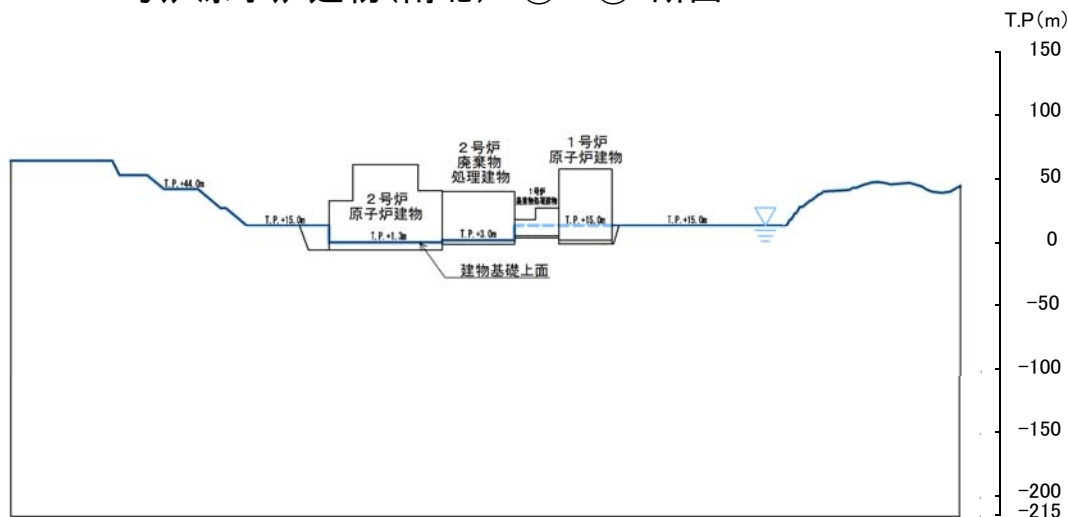 T.P(m)
150
100
50
0
−50
−100
−150
−200
−215
2号炉
廃棄物
処理建物
1号炉
原子炉建物
1号炉
廃棄物処理建物
2号炉
原子炉建物
T.P.+44.0m
T.P.+15.0m
T.P.+1.3m
T.P.+3.0m
T.P.+15.0m
T.P.+15.0m
建物基礎上面